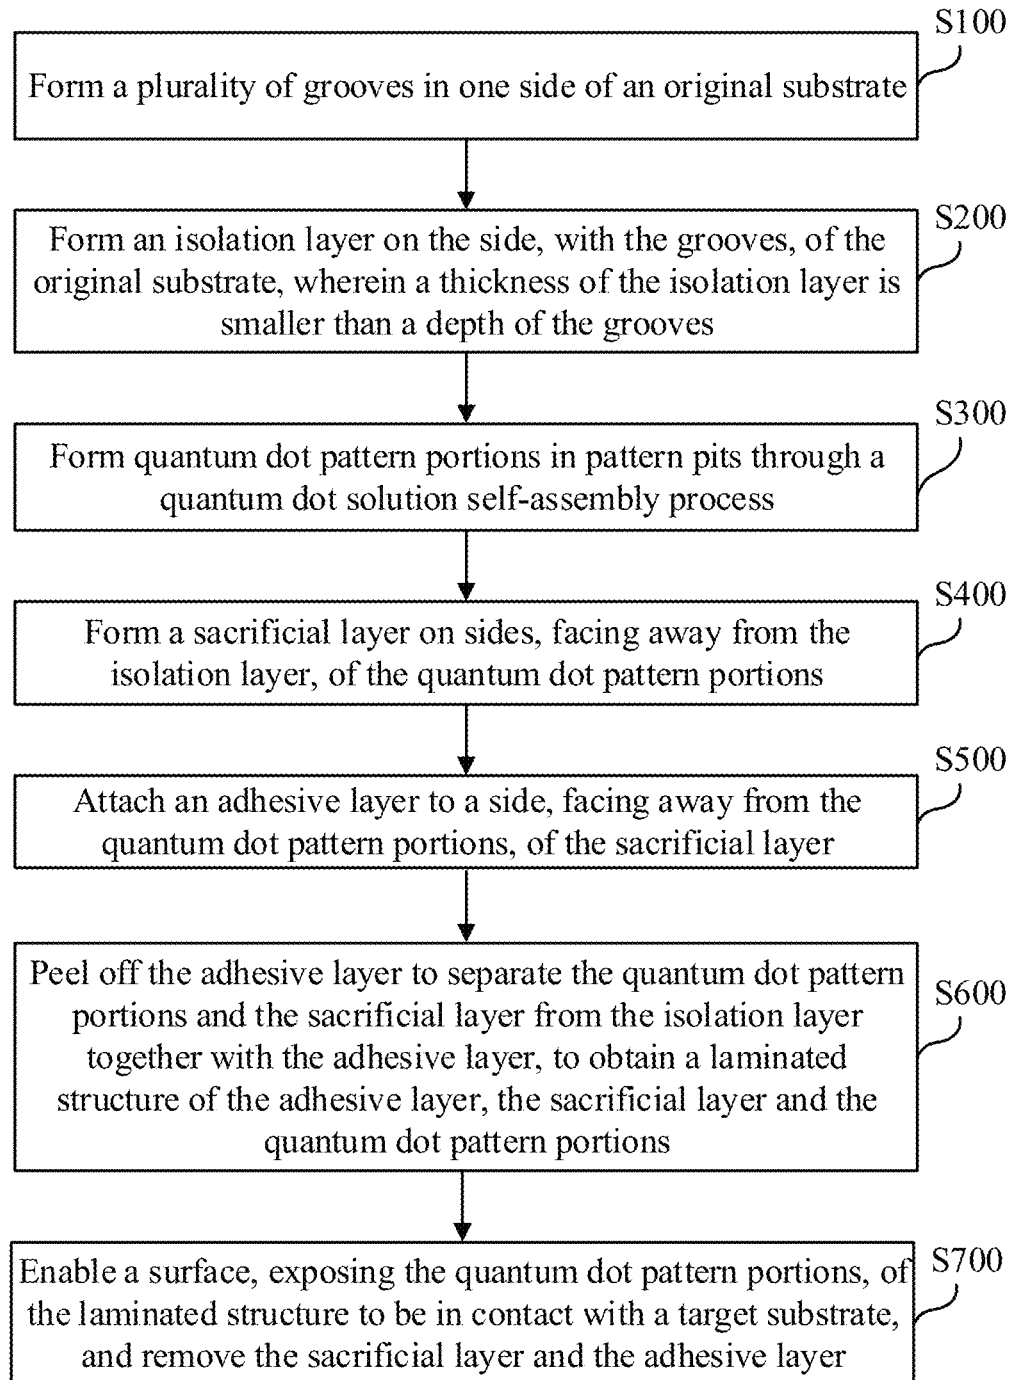 S100
Form a plurality of grooves in one side of an original substrate
S200
Form an isolation layer on the side, with the grooves, of the
original substrate, wherein a thickness of the isolation layer is
smaller than a depth of the grooves
S300
Form quantum dot pattern portions in pattern pits through a
quantum dot solution self-assembly process
S400
Form a sacrificial layer on sides, facing away from the
isolation layer, of the quantum dot pattern portions
S500
Attach an adhesive layer to a side, facing away from the
quantum dot pattern portions, of the sacrificial layer
S600
Peel off the adhesive layer to separate the quantum dot pattern
portions and the sacrificial layer from the isolation layer
together with the adhesive layer, to obtain a laminated
structure of the adhesive layer, the sacrificial layer and the
quantum dot pattern portions
S700
Enable a surface, exposing the quantum dot pattern portions, of
the laminated structure to be in contact with a target substrate,
and remove the sacrificial layer and the adhesive layer